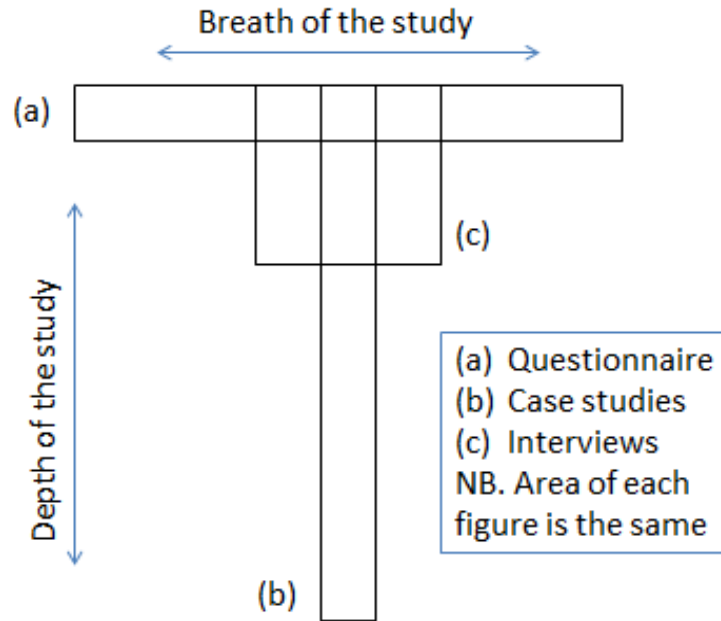 Breath of the study
(a)
(c)
Depth of the study
(a) Questionnaire
(b) Case studies
(c) Interviews
NB. Area of each
figure is the same
(b)